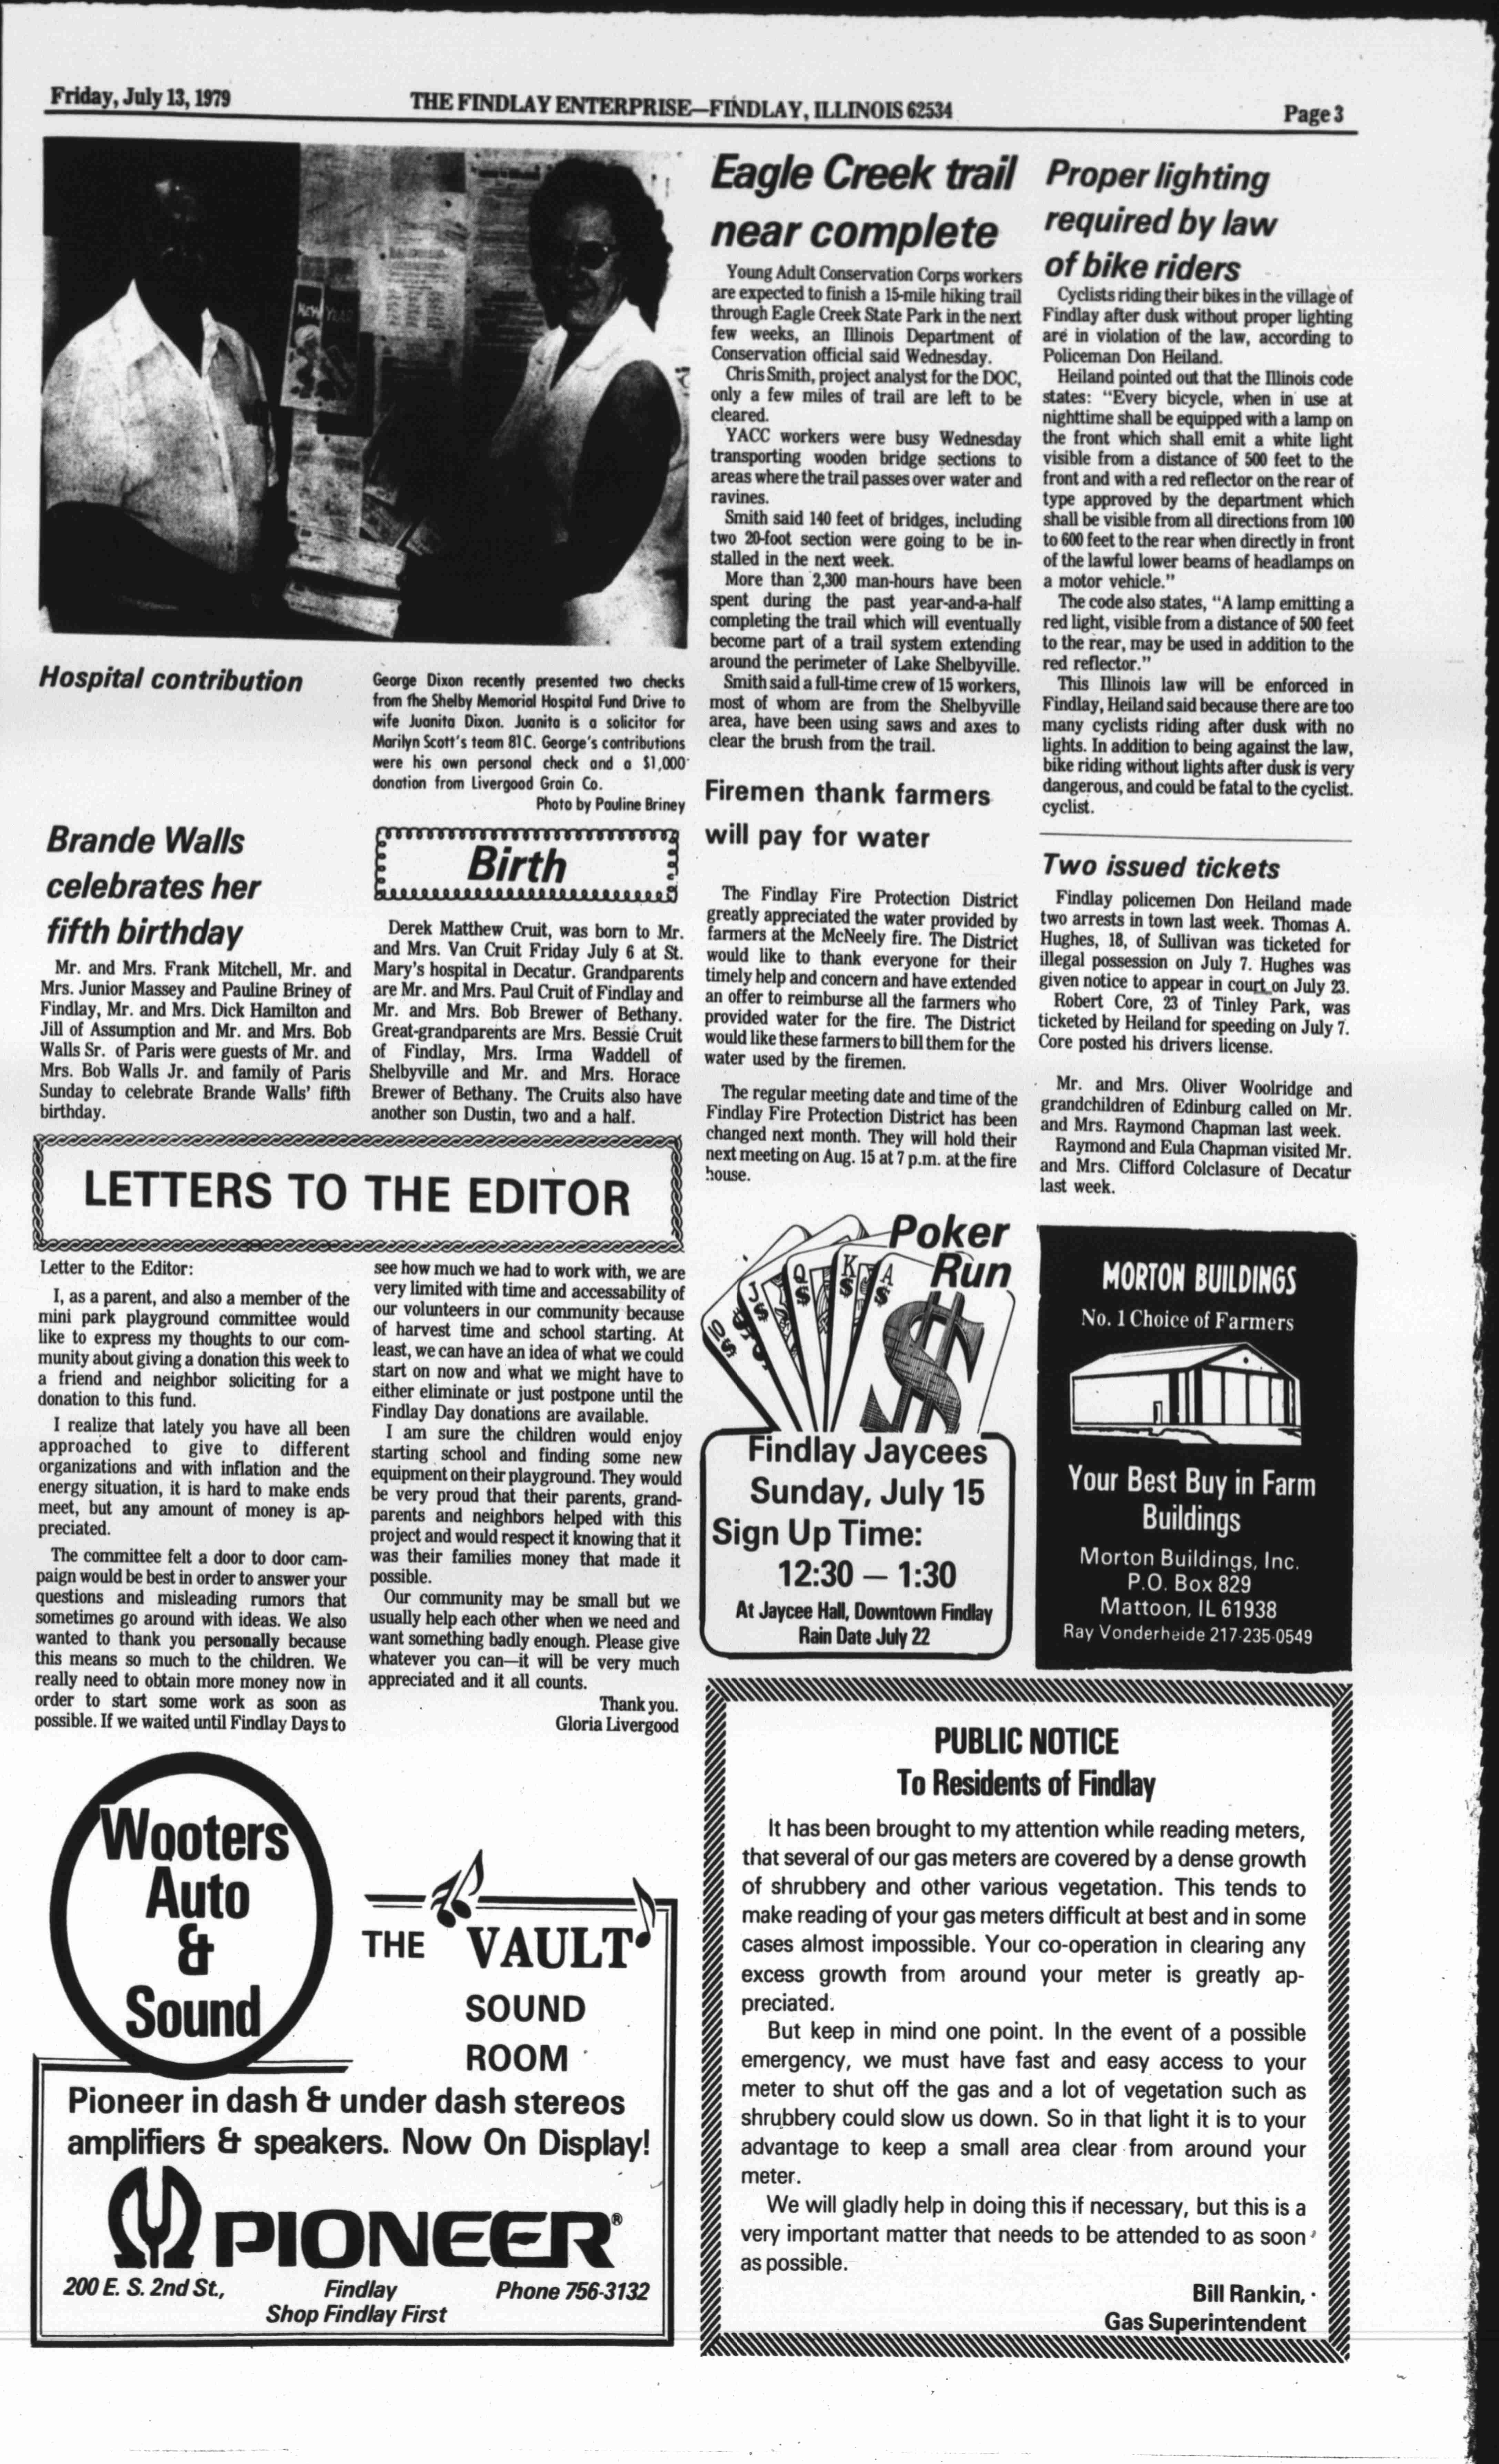 Friday, July 13, 1979
THE FINDLAY ENTERPRISE—FINDLAY, ILLINOIS 62534
Page 3
Hospital contribution
George Dixon recently presented two checks
from the Shelby Memorial Hospital Fund Drive to
wife Juanita Dixon. Juanita is a solicitor for
Marilyn Scott's team 81C. George's contributions
were his own personal check and a $1,000
donation from Livergood Grain Co.
Photo by Pauline Briney
Brande Walls
celebrates her
fifth birthday
Mr. and Mrs. Frank Mitchell, Mr. and
Mrs. Junior Massey and Pauline Briney of
Findlay, Mr. and Mrs. Dick Hamilton and
Jill of Assumption and Mr. and Mrs. Bob
Walls Sr. of Paris were guests of Mr. and
Mrs. Bob Walls Jr. and family of Paris
Sunday to celebrate Brande Walls' fifth
birthday.
Birth
Derek Matthew Cruit, was born to Mr.
and Mrs. Van Cruit Friday July 6 at St.
Mary's hospital in Decatur. Grandparents
are Mr. and Mrs. Paul Cruit of Findlay and
Mr. and Mrs. Bob Brewer of Bethany.
Great-grandparents are Mrs. Bessie Cruit
of Findlay, Mrs. Irma Waddell of
Shelbyville and Mr. and Mrs. Horace
Brewer of Bethany. The Cruits also have
another son Dustin, two and a half.
LETTERS TO THE EDITOR
Letter to the Editor:
I, as a parent, and also a member of the
mini park playground committee would
like to express my thoughts to our com-
munity about giving a donation this week to
a friend and neighbor soliciting for a
donation to this fund.
I realize that lately you have all been
approached to give to different
organizations and with inflation and the
energy situation, it is hard to make ends
meet, but any amount of money is ap-
preciated.
The committee felt a door to door cam-
paign would be best in order to answer your
questions and misleading rumors that
sometimes go around with ideas. We also
wanted to thank you personally because
this means so much to the children. We
really need to obtain more money now in
order to start some work as soon as
possible. If we waited until Findlay Days to
see how much we had to work with, we are
very limited with time and accessability of
our volunteers in our community because
of harvest time and school starting. At
least, we can have an idea of what we could
start on now and what we might have to
either eliminate or just postpone until the
Findlay Day donations are available.
I am sure the children would enjoy
starting school and finding some new
equipment on their playground. They would
be very proud that their parents, grand-
parents and neighbors helped with this
project and would respect it knowing that it
was their families money that made it
possible.
Our community may be small but we
usually help each other when we need and
want something badly enough. Please give
whatever you can—it will be very much
appreciated and it all counts.
Thank you.
Gloria Livergood
Wooters
Auto
&
Sound
THE VAULT
SOUND
ROOM
Pioneer in dash & under dash stereos
amplifiers & speakers. Now On Display!
PIONEER®
200 E. S. 2nd St., Findlay Phone 756-3132
Shop Findlay First
Eagle Creek trail
near complete
Young Adult Conservation Corps workers
are expected to finish a 15-mile hiking trail
through Eagle Creek State Park in the next
few weeks, an Illinois Department of
Conservation official said Wednesday.
Chris Smith, project analyst for the DOC,
only a few miles of trail are left to be
cleared.
YACC workers were busy Wednesday
transporting wooden bridge sections to
areas where the trail passes over water and
ravines.
Smith said 140 feet of bridges, including
two 20-foot section were going to be in-
stalled in the next week.
More than 2,300 man-hours have been
spent during the past year-and-a-half
completing the trail which will eventually
become part of a trail system extending
around the perimeter of Lake Shelbyville.
Smith said a full-time crew of 15 workers,
most of whom are from the Shelbyville
area, have been using saws and axes to
clear the brush from the trail.
Firemen thank farmers
will pay for water
The Findlay Fire Protection District
greatly appreciated the water provided by
farmers at the McNeely fire. The District
would like to thank everyone for their
timely help and concern and have extended
an offer to reimburse all the farmers who
provided water for the fire. The District
would like these farmers to bill them for the
water used by the firemen.
The regular meeting date and time of the
Findlay Fire Protection District has been
changed next month. They will hold their
next meeting on Aug. 15 at 7 p.m. at the fire
house.
Proper lighting
required by law
of bike riders
Cyclists riding their bikes in the village of
Findlay after dusk without proper lighting
are in violation of the law, according to
Policeman Don Heiland.
Heiland pointed out that the Illinois code
states: "Every bicycle, when in use at
nighttime shall be equipped with a lamp on
the front which shall emit a white light
visible from a distance of 500 feet to the
front and with a red reflector on the rear of
type approved by the department which
shall be visible from all directions from 100
to 600 feet to the rear when directly in front
of the lawful lower beams of headlamps on
a motor vehicle."
The code also states, "A lamp emitting a
red light, visible from a distance of 500 feet
to the rear, may be used in addition to the
red reflector."
This Illinois law will be enforced in
Findlay, Heiland said because there are too
many cyclists riding after dusk with no
lights. In addition to being against the law,
bike riding without lights after dusk is very
dangerous, and could be fatal to the cyclist.
cyclist.
Two issued tickets
Findlay policemen Don Heiland made
two arrests in town last week. Thomas A.
Hughes, 18, of Sullivan was ticketed for
illegal possession on July 7. Hughes was
given notice to appear in court on July 23.
Robert Core, 23 of Tinley Park, was
ticketed by Heiland for speeding on July 7.
Core posted his drivers license.
Mr. and Mrs. Oliver Woolridge and
grandchildren of Edinburg called on Mr.
and Mrs. Raymond Chapman last week.
Raymond and Eula Chapman visited Mr.
and Mrs. Clifford Colclasure of Decatur
last week.
Poker
Run
10 $ J $ Q $ K $ A $
$
Findlay Jaycees
Sunday, July 15
Sign Up Time:
12:30 — 1:30
At Jaycee Hall, Downtown Findlay
Rain Date July 22
MORTON BUILDINGS
No. 1 Choice of Farmers
Your Best Buy in Farm
Buildings
Morton Buildings, Inc.
P.O. Box 829
Mattoon, IL 61938
Ray Vonderheide 217-235-0549
PUBLIC NOTICE
To Residents of Findlay
It has been brought to my attention while reading meters,
that several of our gas meters are covered by a dense growth
of shrubbery and other various vegetation. This tends to
make reading of your gas meters difficult at best and in some
cases almost impossible. Your co-operation in clearing any
excess growth from around your meter is greatly ap-
preciated.
But keep in mind one point. In the event of a possible
emergency, we must have fast and easy access to your
meter to shut off the gas and a lot of vegetation such as
shrubbery could slow us down. So in that light it is to your
advantage to keep a small area clear from around your
meter.
We will gladly help in doing this if necessary, but this is a
very important matter that needs to be attended to as soon
as possible.
Bill Rankin,
Gas Superintendent